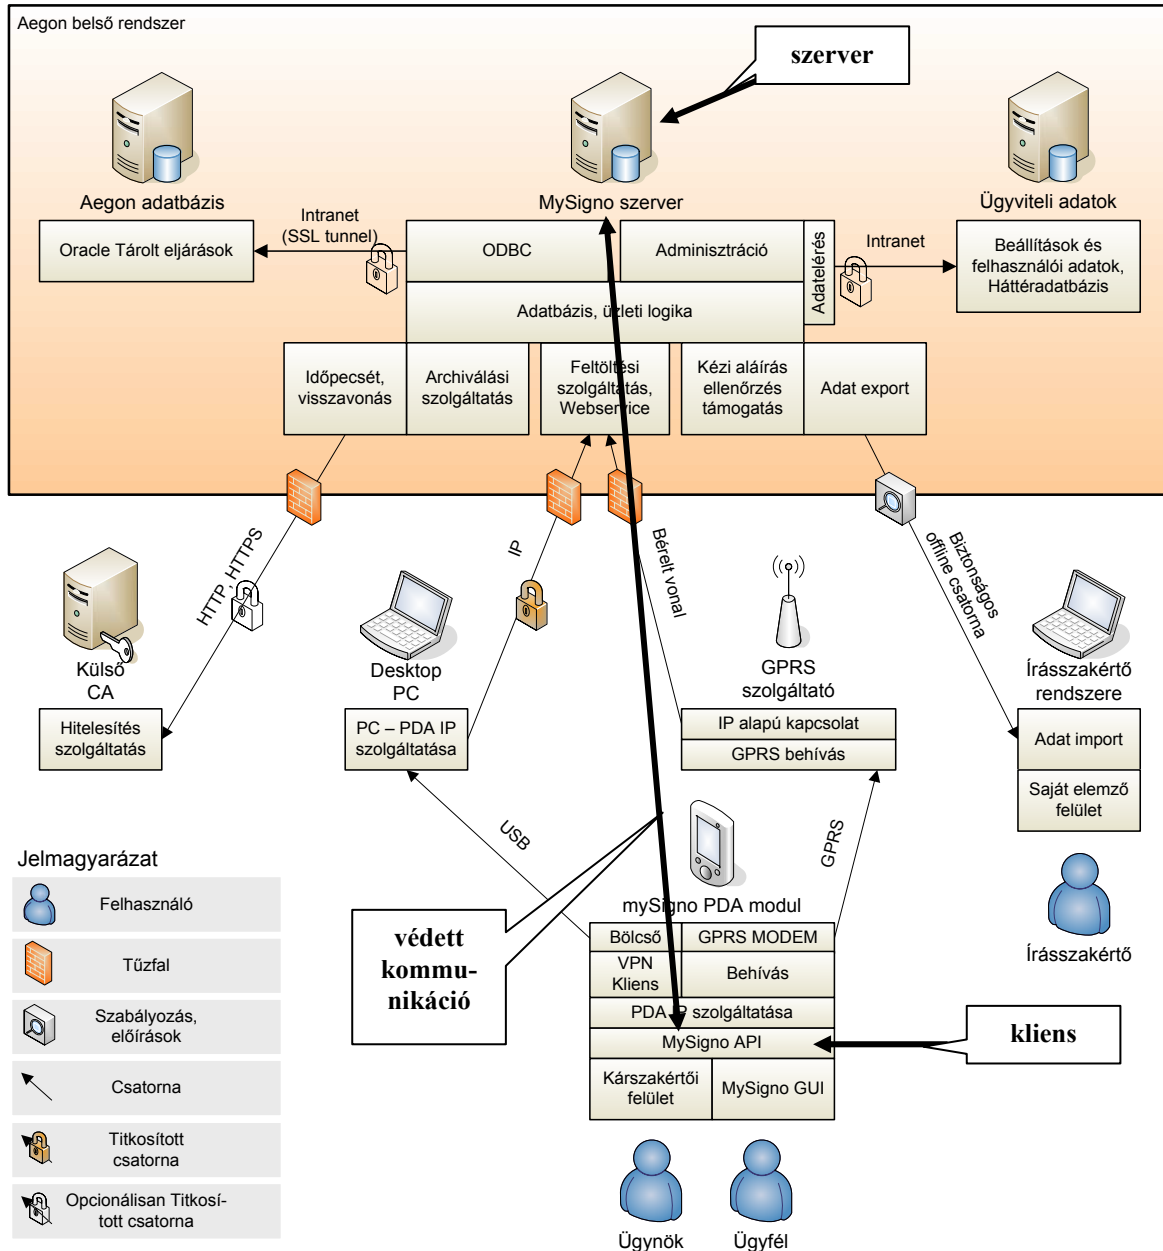 Aegon belső rendszer
szerver
Aegon adatbázis
MySigno szerver
Ügyviteli adatok
Oracle Tárolt eljárások
Intranet
(SSL tunnel)
ODBC
Adminisztráció
Adatelérés
Intranet
Beállítások és
felhasználói adatok,
Háttéradatbázis
Adatbázis, üzleti logika
Időpecsét,
visszavonás
Archiválási
szolgáltatás
Feltöltési
szolgáltatás,
Webservice
Kézi aláírás
ellenőrzés
támogatás
Adat export
HTTP, HTTPS
IP
Bérelt vonal
Biztonságos
offline csatorna
Külső
CA
Desktop
PC
GPRS
szolgáltató
Írásszakértő
rendszere
Hitelesítés
szolgáltatás
PC – PDA IP
szolgáltatása
IP alapú kapcsolat
GPRS behívás
Adat import
Saját elemző
felület
USB
GPRS
Írásszakértő
mySigno PDA modul
védett
kommu-
nikáció
Bölcső
GPRS MODEM
VPN
Kliens
Behívás
PDA IP szolgáltatása
MySigno API
kliens
Kárszakértői
felület
MySigno GUI
Ügynök
Ügyfél
Jelmagyarázat
Felhasználó
Tűzfal
Szabályozás,
előírások
Csatorna
Titkosított
csatorna
Opcionálisan Titkosí-
tott csatorna